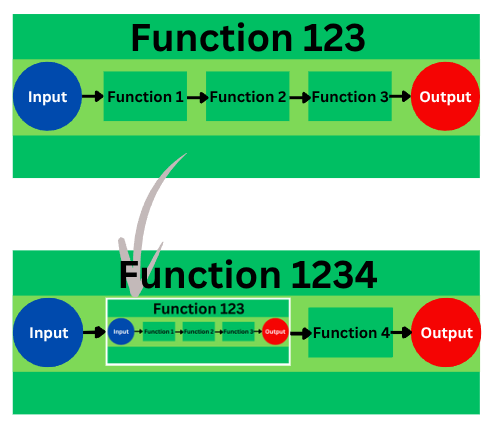 Function 123
Input
Function 1
Function 2
Function 3
Output
Function 1234
Function 123
Input
Function 1
Function 2
Function 3
Output
Input
Function 4
Output